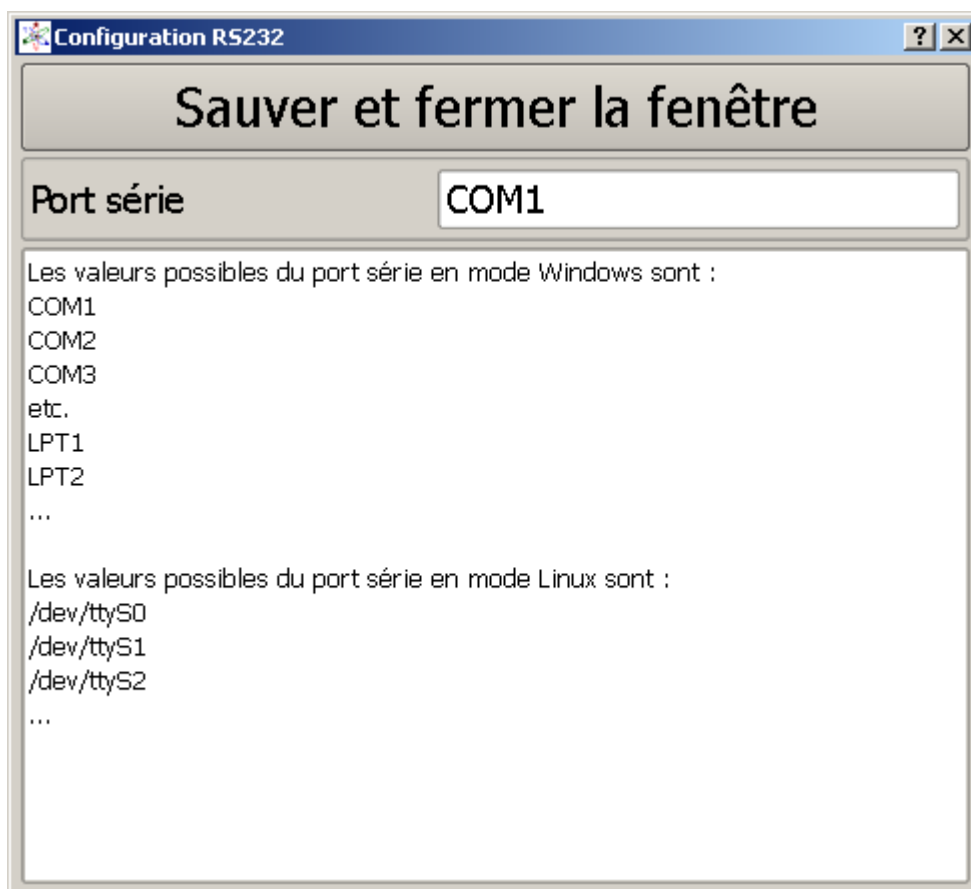 Configuration RS232
Sauver et fermer la fenêtre
Port série COM1
Les valeurs possibles du port série en mode Windows sont :
COM1
COM2
COM3
etc.
LPT1
LPT2
...
Les valeurs possibles du port série en mode Linux sont :
/dev/ttyS0
/dev/ttyS1
/dev/ttyS2
...